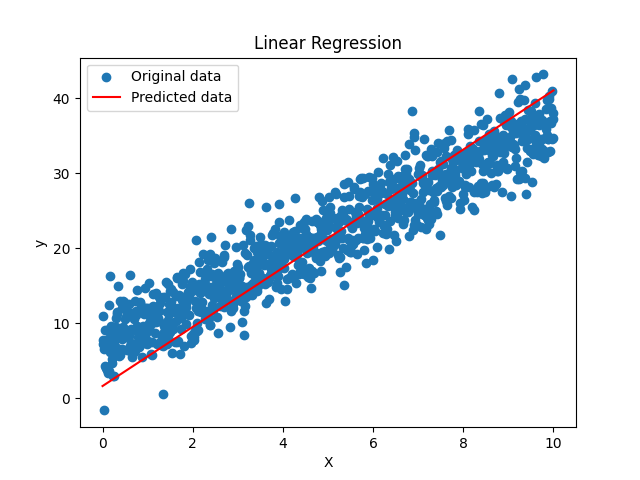 Linear Regression
Original data
Predicted data
40
30
20
10
0
y
0 2 4 6 8 10
X